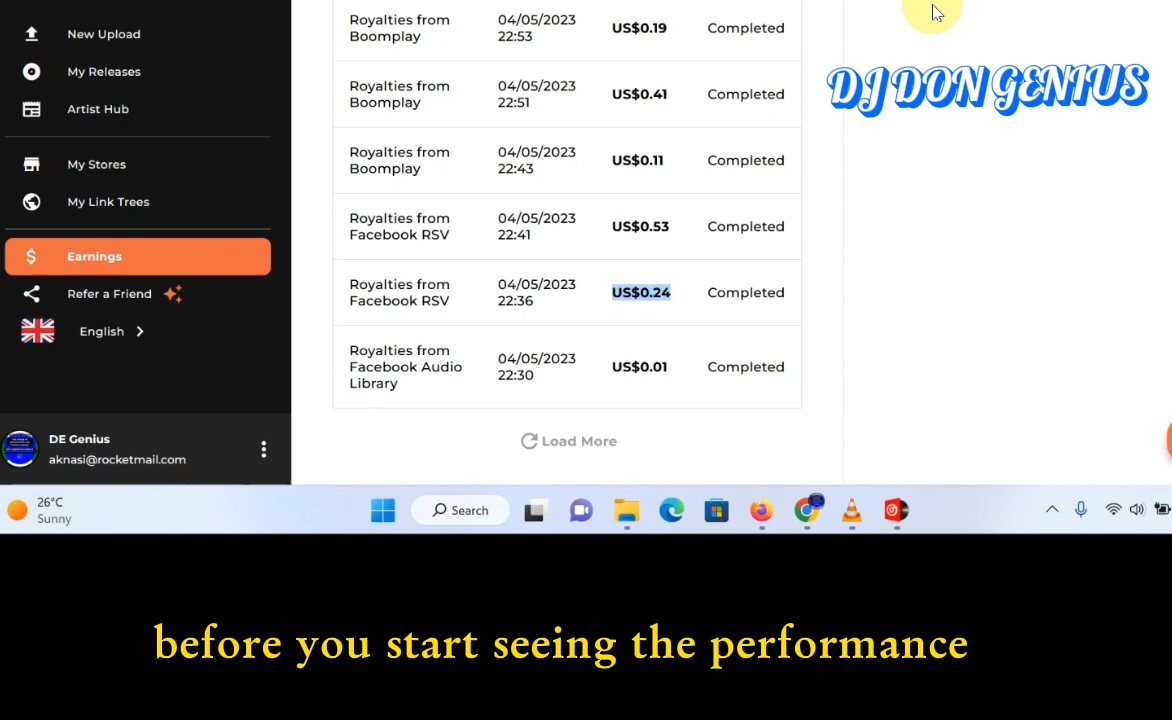 New Upload
My Releases
Artist Hub
My Stores
My Link Trees
Earnings
Refer a Friend
English
DE Genius
aknasi@rocketmail.com
Royalties from
Boomplay
04/05/2023
22:53
US$0.19
Completed
Royalties from
Boomplay
04/05/2023
22:51
US$0.41
Completed
Royalties from
Boomplay
04/05/2023
22:43
US$0.11
Completed
Royalties from
Facebook RSV
04/05/2023
22:41
US$0.53
Completed
Royalties from
Facebook RSV
04/05/2023
22:36
US$0.24
Completed
Royalties from
Facebook Audio
Library
04/05/2023
22:30
US$0.01
Completed
Load More
DJ DON GENIUS
26°C
Sunny
Search
before you start seeing the performance